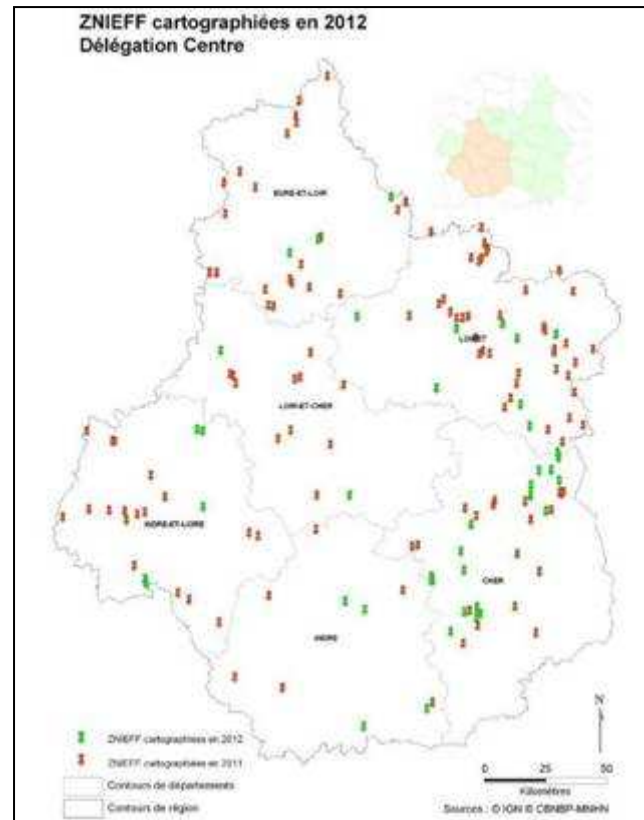 ZNIEFF cartographiées en 2012
Délégation Centre
EURE-ET-LOIR
LOIRET
LOIR-ET-CHER
INDRE-ET-LOIRE
CHER
INDRE
N
ZNIEFF cartographiées en 2012
ZNIEFF cartographiées en 2011
Contours de départements
Contours de région
0 25 50
Kilomètres
Sources : © IGN © CBNBP-MNHN